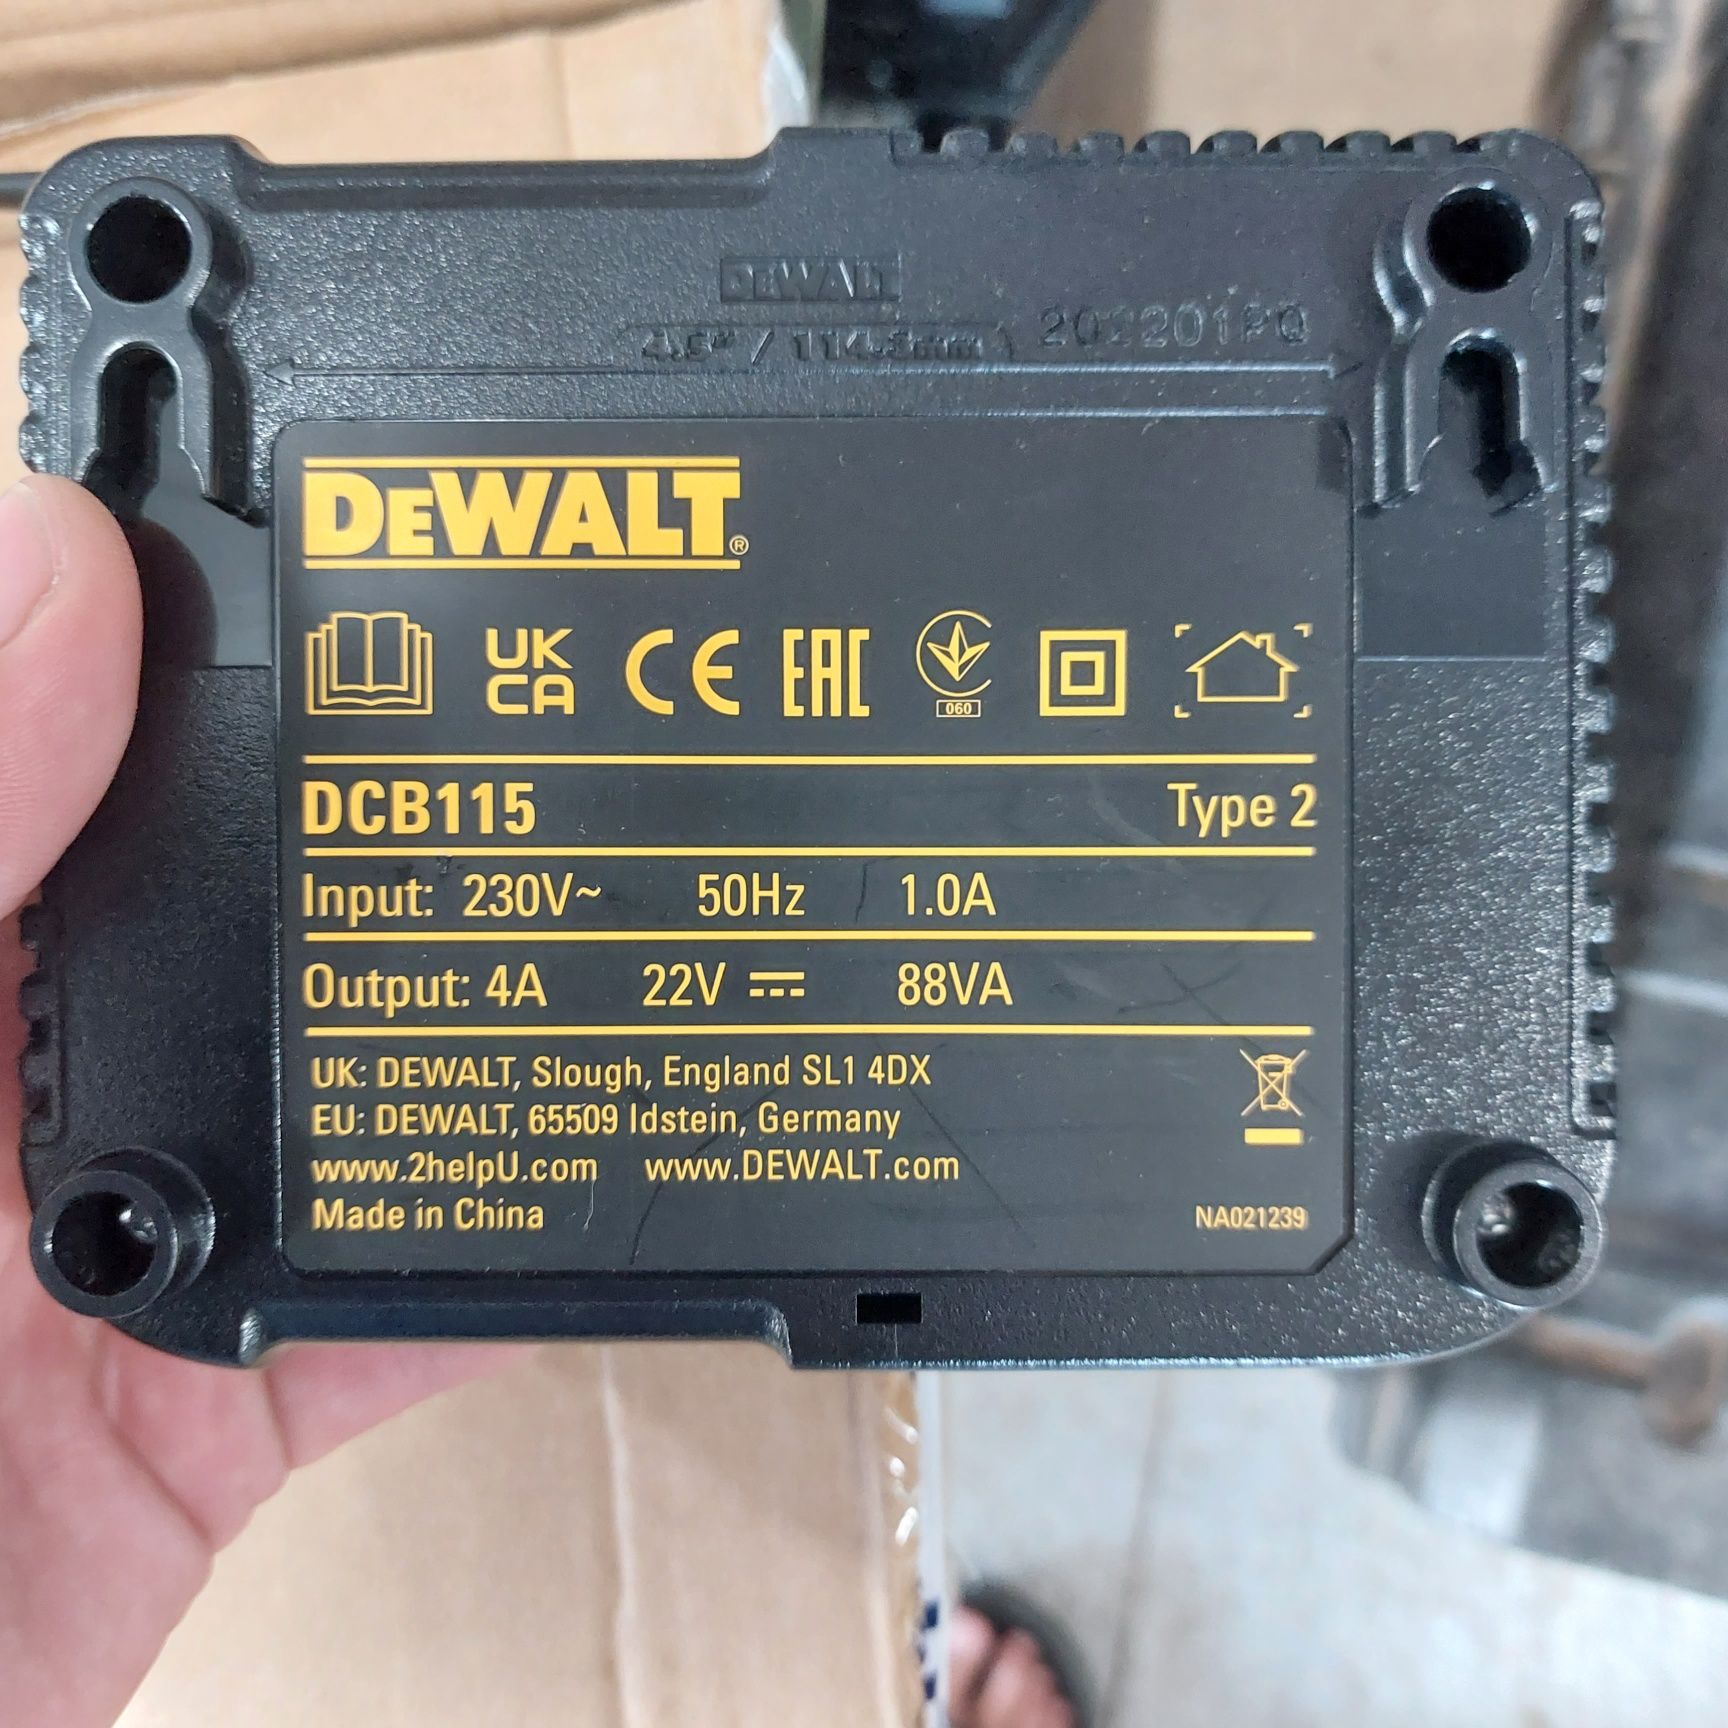 DEWALT
4.5" / 114.3mm 202201PQ
DEWALT®
UK
CA
CE EAC
060
DCB115 Type 2
Input: 230V~ 50Hz 1.0A
Output: 4A 22V ⎓ 88VA
UK: DEWALT, Slough, England SL1 4DX
EU: DEWALT, 65509 Idstein, Germany
www.2helpU.com www.DEWALT.com
Made in China
NA021239